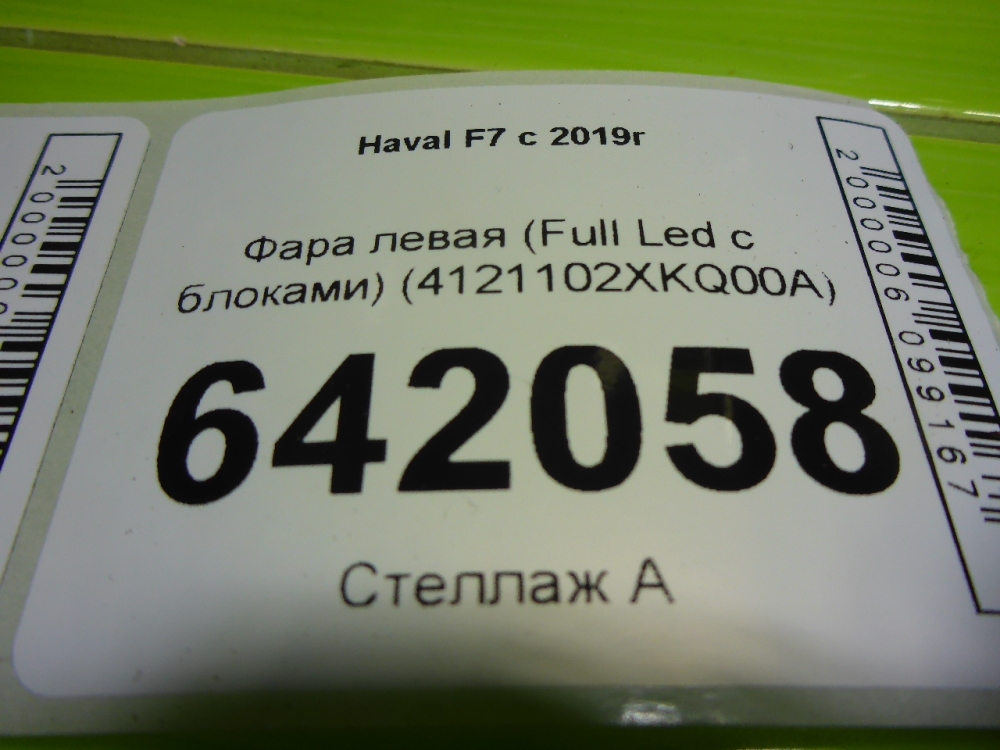 Haval F7 с 2019г
Фара левая (Full Led с
блоками) (4121102XKQ00A)
642058
Стеллаж А
2000006099167